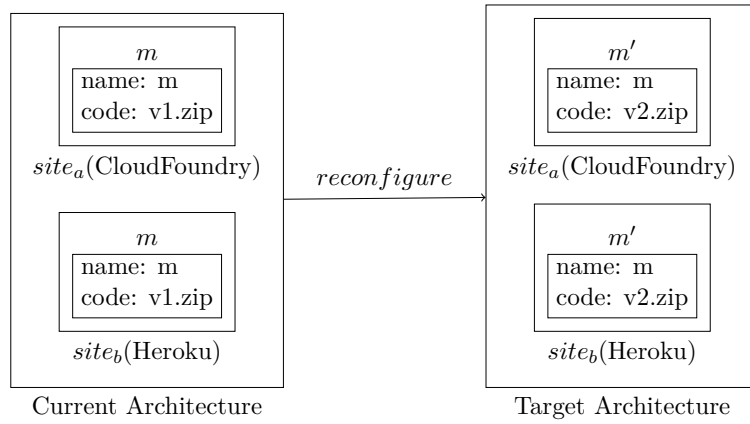 m
name: m
code: v1.zip
site_a(CloudFoundry)
m
name: m
code: v1.zip
site_b(Heroku)
Current Architecture
reconfigure
m′
name: m
code: v2.zip
site_a(CloudFoundry)
m′
name: m
code: v2.zip
site_b(Heroku)
Target Architecture